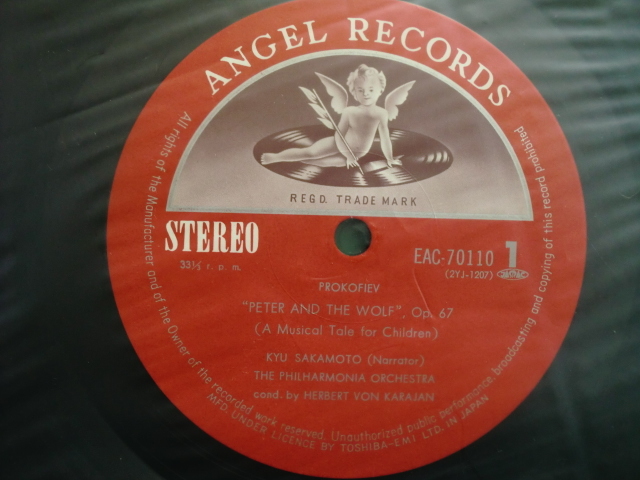 ANGEL RECORDS
REGD. TRADE MARK
STEREO
33⅓ r. p. m.
EAC-70110 1
(2YJ-1207)
PROKOFIEV
"PETER AND THE WOLF", Op. 67
(A Musical Tale for Children)
KYU SAKAMOTO (Narrator)
THE PHILHARMONIA ORCHESTRA
cond. by HERBERT VON KARAJAN
All rights of the Manufacturer and of the Owner of the recorded work reserved. Unauthorized public performance, broadcasting and copying of this record prohibited
MFD. UNDER LICENCE BY TOSHIBA-EMI LTD. IN JAPAN